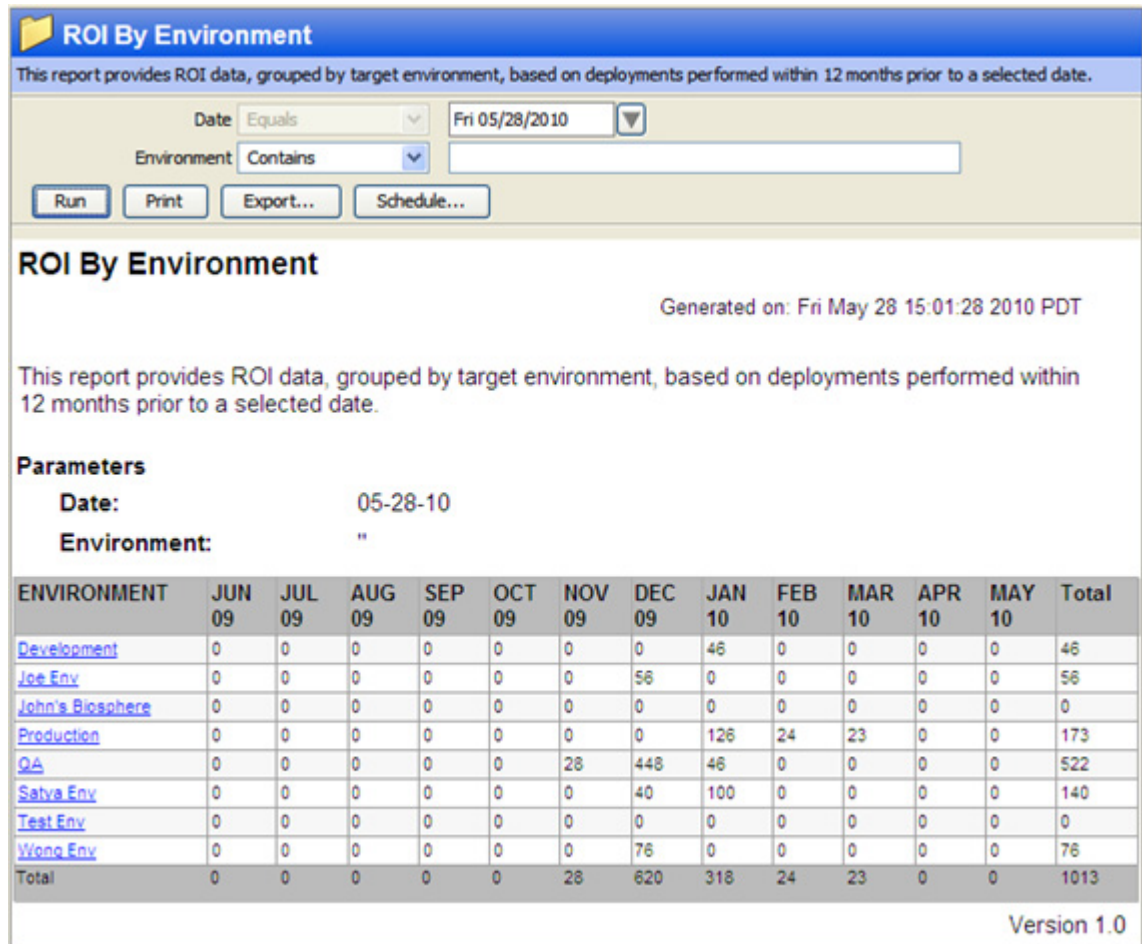 ROI By Environment
This report provides ROI data, grouped by target environment, based on deployments performed within 12 months prior to a selected date.
Date Equals Fri 05/28/2010
Environment Contains
Run Print Export... Schedule...
ROI By Environment
Generated on: Fri May 28 15:01:28 2010 PDT
This report provides ROI data, grouped by target environment, based on deployments performed within
12 months prior to a selected date.
Parameters
Date: 05-28-10
Environment: ''
ENVIRONMENT JUN 09 JUL 09 AUG 09 SEP 09 OCT 09 NOV 09 DEC 09 JAN 10 FEB 10 MAR 10 APR 10 MAY 10 Total
Development 0 0 0 0 0 0 0 46 0 0 0 0 46
Joe Env 0 0 0 0 0 0 56 0 0 0 0 0 56
John's Biosphere 0 0 0 0 0 0 0 0 0 0 0 0 0
Production 0 0 0 0 0 0 0 126 24 23 0 0 173
QA 0 0 0 0 0 28 448 46 0 0 0 0 522
Satya Env 0 0 0 0 0 0 40 100 0 0 0 0 140
Test Env 0 0 0 0 0 0 0 0 0 0 0 0 0
Wong Env 0 0 0 0 0 0 76 0 0 0 0 0 76
Total 0 0 0 0 0 28 620 318 24 23 0 0 1013
Version 1.0